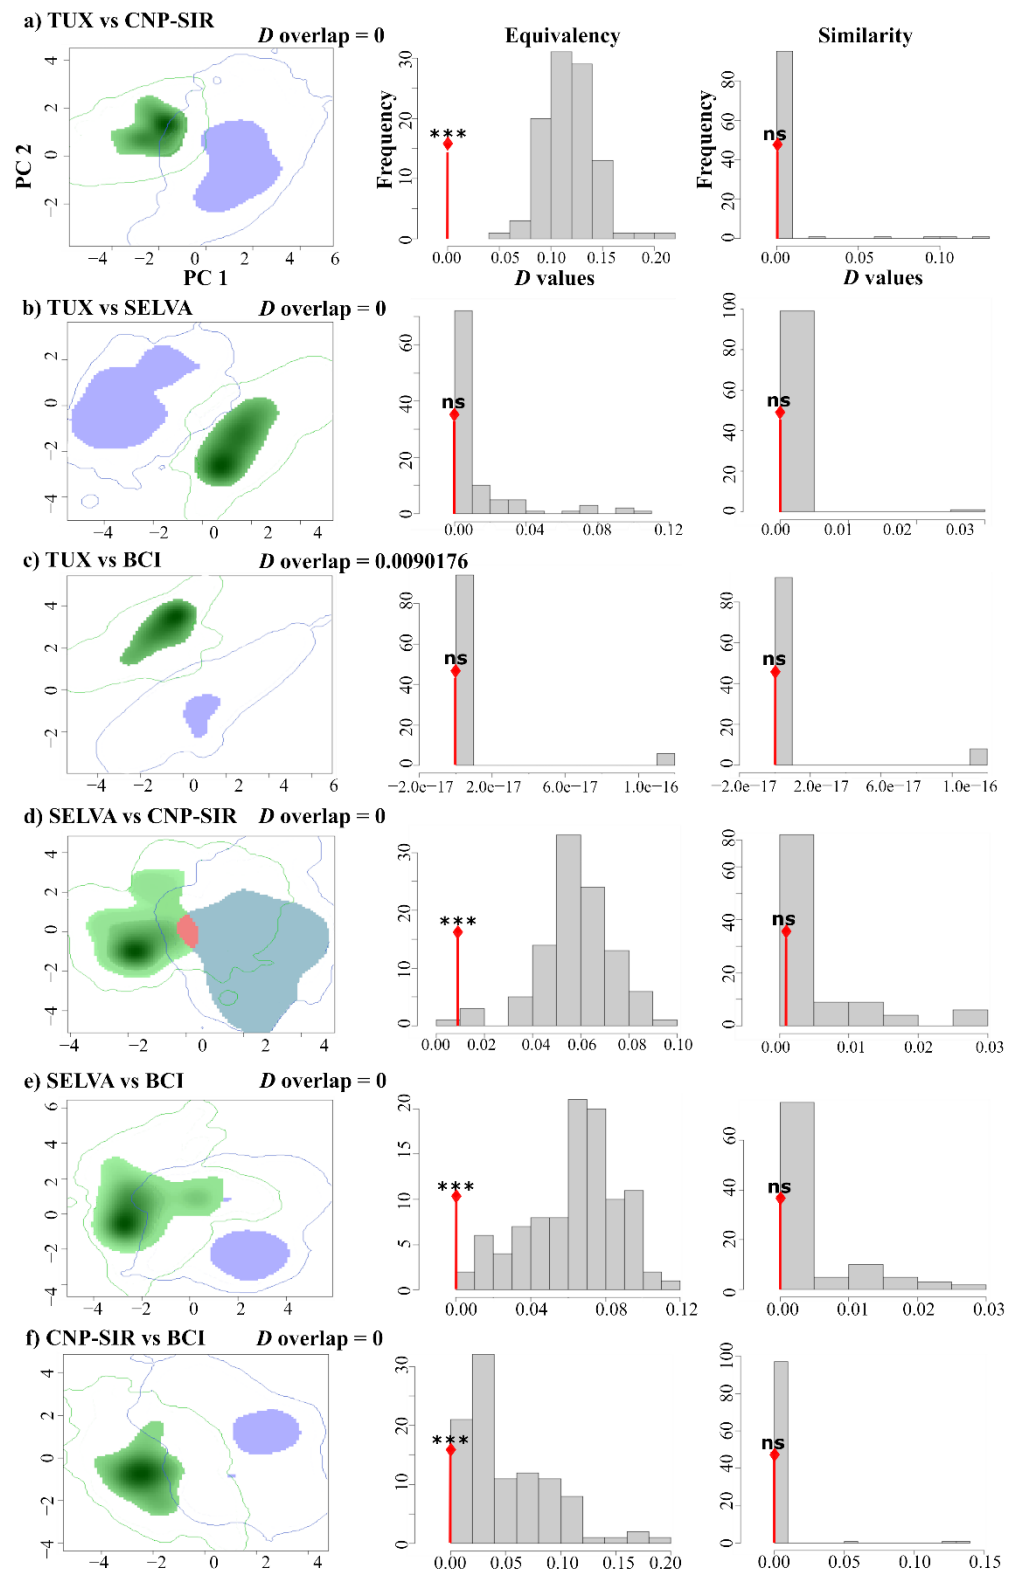 a) TUX vs CNP-SIR
D overlap = 0
Equivalency
Similarity
PC 2
4
2
0
−2
−4 −2 0 2 4 6
PC 1
Frequency
30
20
10
0
***
0.00 0.05 0.10 0.15 0.20
D values
Frequency
80
60
40
20
0
ns
0.00 0.05 0.10
D values
b) TUX vs SELVA
D overlap = 0
2
0
−2
−4
−4 −2 0 2 4
60
40
20
0
ns
0.00 0.04 0.08 0.12
100
80
60
40
20
0
ns
0.00 0.01 0.02 0.03
c) TUX vs BCI
D overlap = 0.0090176
4
2
0
−2
−4 −2 0 2 4 6
80
60
40
20
0
ns
−2.0e−17 2.0e−17 6.0e−17 1.0e−16
80
60
40
20
0
ns
−2.0e−17 2.0e−17 6.0e−17 1.0e−16
d) SELVA vs CNP-SIR
D overlap = 0
4
2
0
−2
−4
−4 −2 0 2 4
30
20
10
0
***
0.00 0.02 0.04 0.06 0.08 0.10
80
60
40
20
0
ns
0.00 0.01 0.02 0.03
e) SELVA vs BCI
D overlap = 0
6
4
2
0
−2
−4
−4 −2 0 2 4
20
15
10
5
0
***
0.00 0.04 0.08 0.12
60
40
20
0
ns
0.00 0.01 0.02 0.03
f) CNP-SIR vs BCI
D overlap = 0
4
2
0
−2
−4
−4 −2 0 2 4
30
20
10
0
***
0.00 0.05 0.10 0.15 0.20
100
80
60
40
20
0
ns
0.00 0.05 0.10 0.15